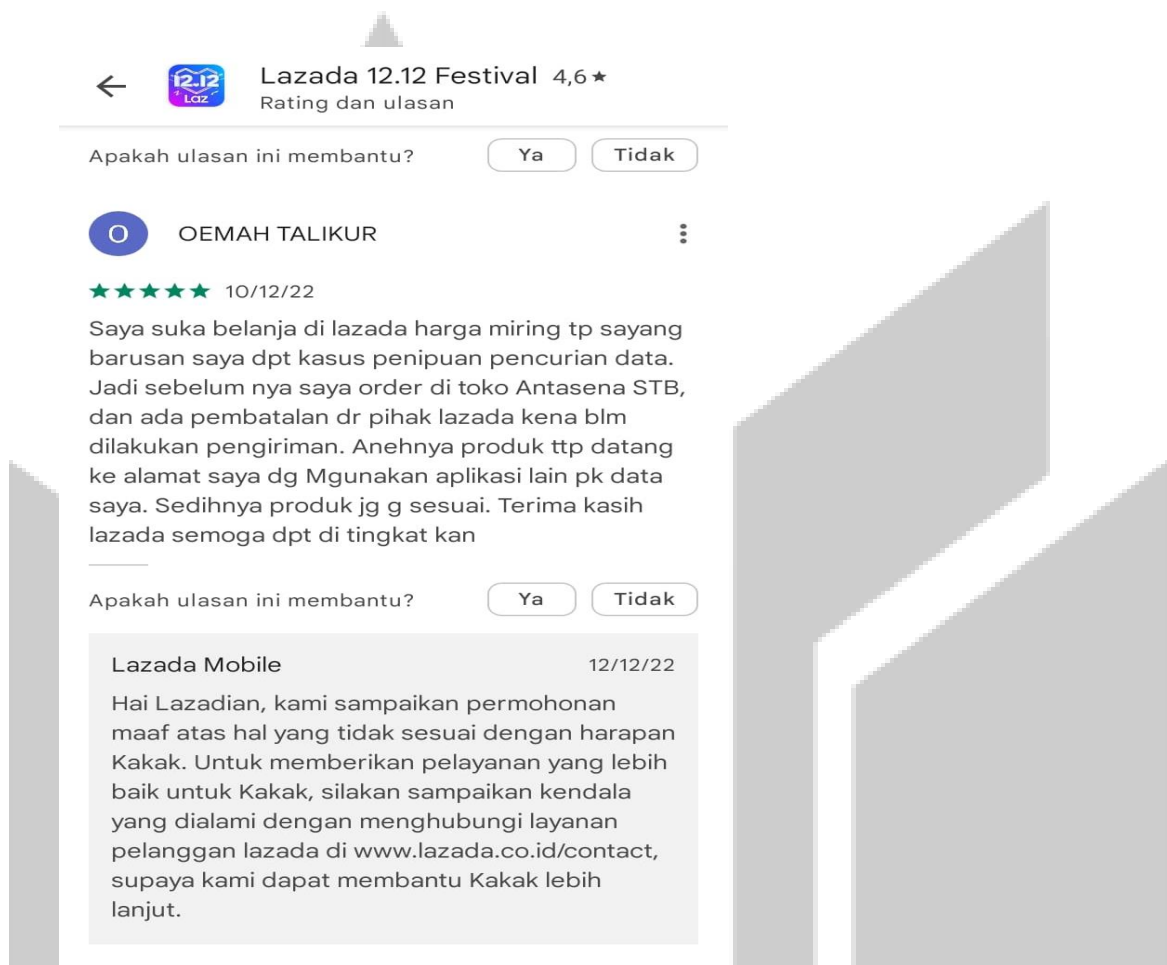 12.12
Laz
Lazada 12.12 Festival 4,6★
Rating dan ulasan
Apakah ulasan ini membantu? Ya Tidak
O OEMAH TALIKUR
★★★★★ 10/12/22
Saya suka belanja di lazada harga miring tp sayang
barusan saya dpt kasus penipuan pencurian data.
Jadi sebelum nya saya order di toko Antasena STB,
dan ada pembatalan dr pihak lazada kena blm
dilakukan pengiriman. Anehnya produk ttp datang
ke alamat saya dg Mgunakan aplikasi lain pk data
saya. Sedihnya produk jg g sesuai. Terima kasih
lazada semoga dpt di tingkat kan
Apakah ulasan ini membantu? Ya Tidak
Lazada Mobile 12/12/22
Hai Lazadian, kami sampaikan permohonan
maaf atas hal yang tidak sesuai dengan harapan
Kakak. Untuk memberikan pelayanan yang lebih
baik untuk Kakak, silakan sampaikan kendala
yang dialami dengan menghubungi layanan
pelanggan lazada di www.lazada.co.id/contact,
supaya kami dapat membantu Kakak lebih
lanjut.